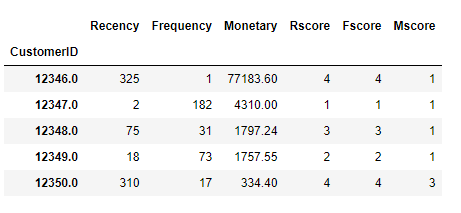 Recency Frequency Monetary Rscore Fscore Mscore
CustomerID
12346.0 325 1 77183.60 4 4 1
12347.0 2 182 4310.00 1 1 1
12348.0 75 31 1797.24 3 3 1
12349.0 18 73 1757.55 2 2 1
12350.0 310 17 334.40 4 4 3